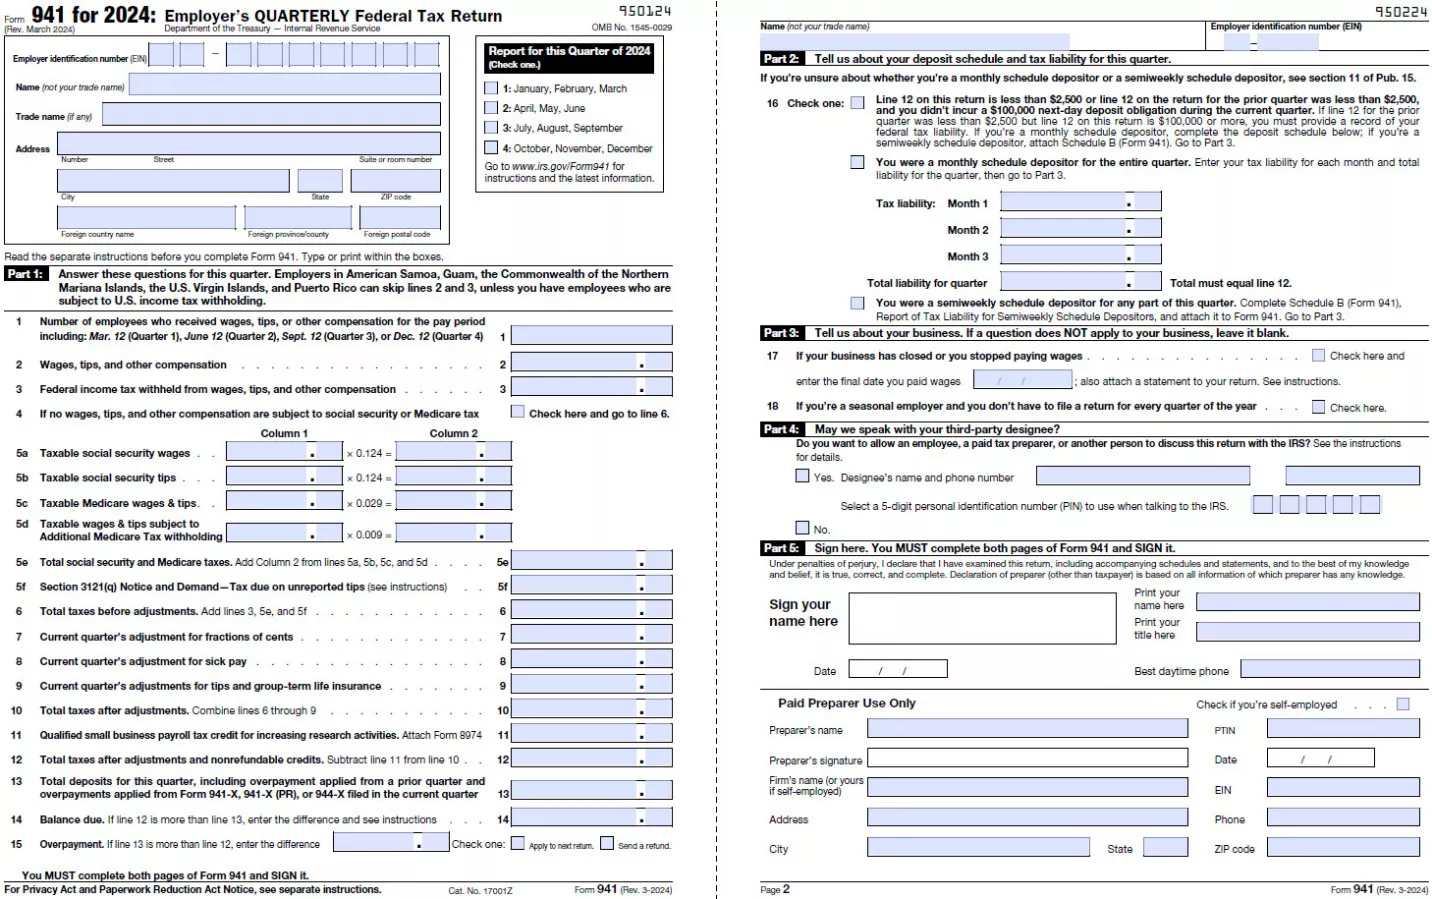 Form 941 for 2024: Employer's QUARTERLY Federal Tax Return
(Rev. March 2024) Department of the Treasury — Internal Revenue Service
950124
OMB No. 1545-0029
Employer identification number (EIN) –
Name (not your trade name)
Trade name (if any)
Address
Number Street Suite or room number
City State ZIP code
Foreign country name Foreign province/county Foreign postal code
Report for this Quarter of 2024
(Check one.)
1: January, February, March
2: April, May, June
3: July, August, September
4: October, November, December
Go to www.irs.gov/Form941 for
instructions and the latest information.
Read the separate instructions before you complete Form 941. Type or print within the boxes.
Part 1: Answer these questions for this quarter. Employers in American Samoa, Guam, the Commonwealth of the Northern
Mariana Islands, the U.S. Virgin Islands, and Puerto Rico can skip lines 2 and 3, unless you have employees who are
subject to U.S. income tax withholding.
1 Number of employees who received wages, tips, or other compensation for the pay period
including: Mar. 12 (Quarter 1), June 12 (Quarter 2), Sept. 12 (Quarter 3), or Dec. 12 (Quarter 4) 1
2 Wages, tips, and other compensation . . . . . . . . . . . . . . . . . 2 .
3 Federal income tax withheld from wages, tips, and other compensation . . . . . . 3 .
4 If no wages, tips, and other compensation are subject to social security or Medicare tax Check here and go to line 6.
Column 1 Column 2
5a Taxable social security wages . . . × 0.124 = .
5b Taxable social security tips . . . . × 0.124 = .
5c Taxable Medicare wages & tips. . . × 0.029 = .
5d Taxable wages & tips subject to
Additional Medicare Tax withholding . × 0.009 = .
5e Total social security and Medicare taxes. Add Column 2 from lines 5a, 5b, 5c, and 5d . . . . 5e .
5f Section 3121(q) Notice and Demand—Tax due on unreported tips (see instructions) . . 5f .
6 Total taxes before adjustments. Add lines 3, 5e, and 5f . . . . . . . . . . . . 6 .
7 Current quarter's adjustment for fractions of cents . . . . . . . . . . . . . 7 .
8 Current quarter's adjustment for sick pay . . . . . . . . . . . . . . . . 8 .
9 Current quarter's adjustments for tips and group-term life insurance . . . . . . . 9 .
10 Total taxes after adjustments. Combine lines 6 through 9 . . . . . . . . . . . 10 .
11 Qualified small business payroll tax credit for increasing research activities. Attach Form 8974 11 .
12 Total taxes after adjustments and nonrefundable credits. Subtract line 11 from line 10 . . 12 .
13 Total deposits for this quarter, including overpayment applied from a prior quarter and
overpayments applied from Form 941-X, 941-X (PR), or 944-X filed in the current quarter 13 .
14 Balance due. If line 12 is more than line 13, enter the difference and see instructions . . . 14 .
15 Overpayment. If line 13 is more than line 12, enter the difference . Check one: Apply to next return. Send a refund.
You MUST complete both pages of Form 941 and SIGN it.
For Privacy Act and Paperwork Reduction Act Notice, see separate instructions. Cat. No. 17001Z Form 941 (Rev. 3-2024)
950224
Name (not your trade name) Employer identification number (EIN)
–
Part 2: Tell us about your deposit schedule and tax liability for this quarter.
If you're unsure about whether you're a monthly schedule depositor or a semiweekly schedule depositor, see section 11 of Pub. 15.
16 Check one: Line 12 on this return is less than $2,500 or line 12 on the return for the prior quarter was less than $2,500,
and you didn't incur a $100,000 next-day deposit obligation during the current quarter. If line 12 for the prior
quarter was less than $2,500 but line 12 on this return is $100,000 or more, you must provide a record of your
federal tax liability. If you're a monthly schedule depositor, complete the deposit schedule below; if you're a
semiweekly schedule depositor, attach Schedule B (Form 941). Go to Part 3.
You were a monthly schedule depositor for the entire quarter. Enter your tax liability for each month and total
liability for the quarter, then go to Part 3.
Tax liability: Month 1 .
Month 2 .
Month 3 .
Total liability for quarter . Total must equal line 12.
You were a semiweekly schedule depositor for any part of this quarter. Complete Schedule B (Form 941),
Report of Tax Liability for Semiweekly Schedule Depositors, and attach it to Form 941. Go to Part 3.
Part 3: Tell us about your business. If a question does NOT apply to your business, leave it blank.
17 If your business has closed or you stopped paying wages . . . . . . . . . . . . . . Check here and
enter the final date you paid wages / / ; also attach a statement to your return. See instructions.
18 If you're a seasonal employer and you don't have to file a return for every quarter of the year . . . Check here.
Part 4: May we speak with your third-party designee?
Do you want to allow an employee, a paid tax preparer, or another person to discuss this return with the IRS? See the instructions
for details.
Yes. Designee's name and phone number
Select a 5-digit personal identification number (PIN) to use when talking to the IRS.
No.
Part 5: Sign here. You MUST complete both pages of Form 941 and SIGN it.
Under penalties of perjury, I declare that I have examined this return, including accompanying schedules and statements, and to the best of my knowledge
and belief, it is true, correct, and complete. Declaration of preparer (other than taxpayer) is based on all information of which preparer has any knowledge.
Sign your
name here
Print your
name here
Print your
title here
Date / / Best daytime phone
Paid Preparer Use Only Check if you're self-employed . . .
Preparer's name PTIN
Preparer's signature Date / /
Firm's name (or yours
if self-employed) EIN
Address Phone
City State ZIP code
Page 2 Form 941 (Rev. 3-2024)